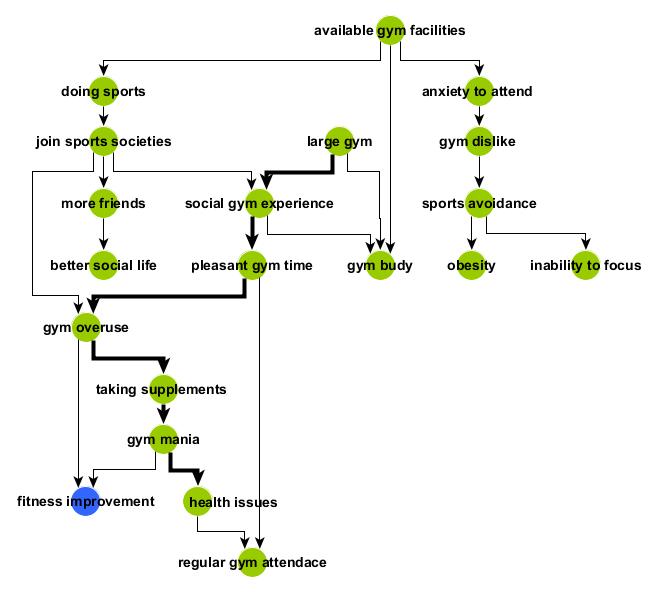 available gym facilities
doing sports
anxiety to attend
join sports societies
large gym
gym dislike
more friends
social gym experience
sports avoidance
better social life
pleasant gym time
gym budy
obesity
inability to focus
gym overuse
taking supplements
gym mania
fitness improvement
health issues
regular gym attendace